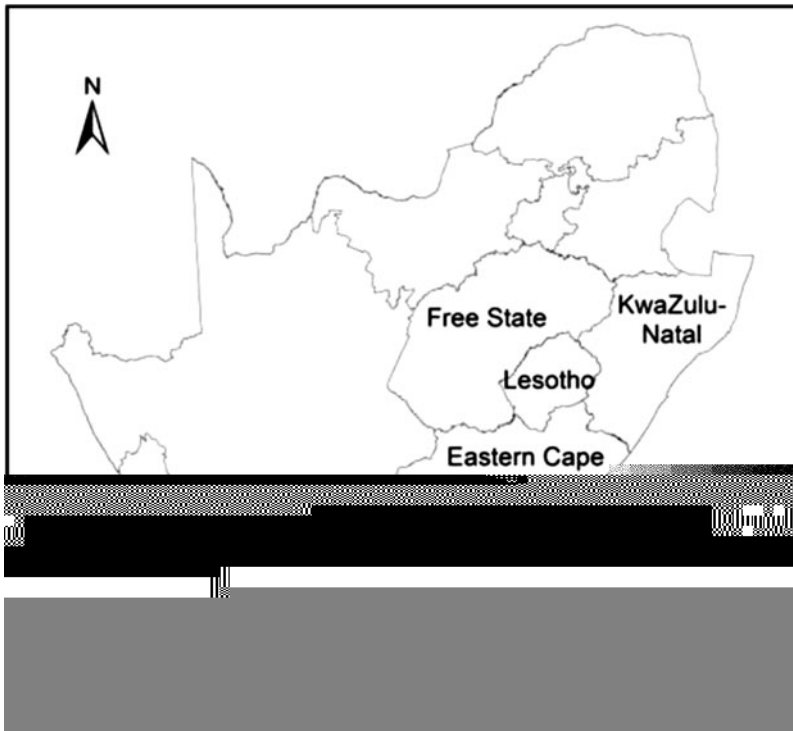 N
Free State
KwaZulu-
Natal
Lesotho
Eastern Cape